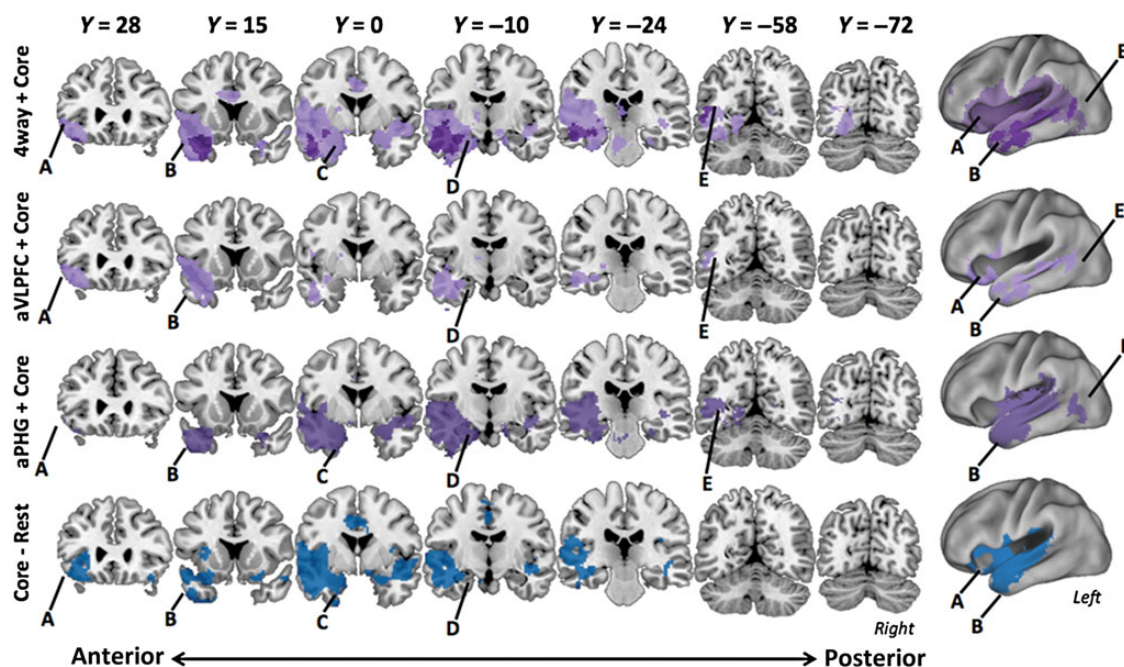 Y = 28 Y = 15 Y = 0 Y = −10 Y = −24 Y = −58 Y = −72
4way + Core
A B C D E A B E
aVLPFC + Core
A B D E A B E
aPHG + Core
A B C D E B
Core - Rest
A B C D A B
Left
Right
Anterior Posterior